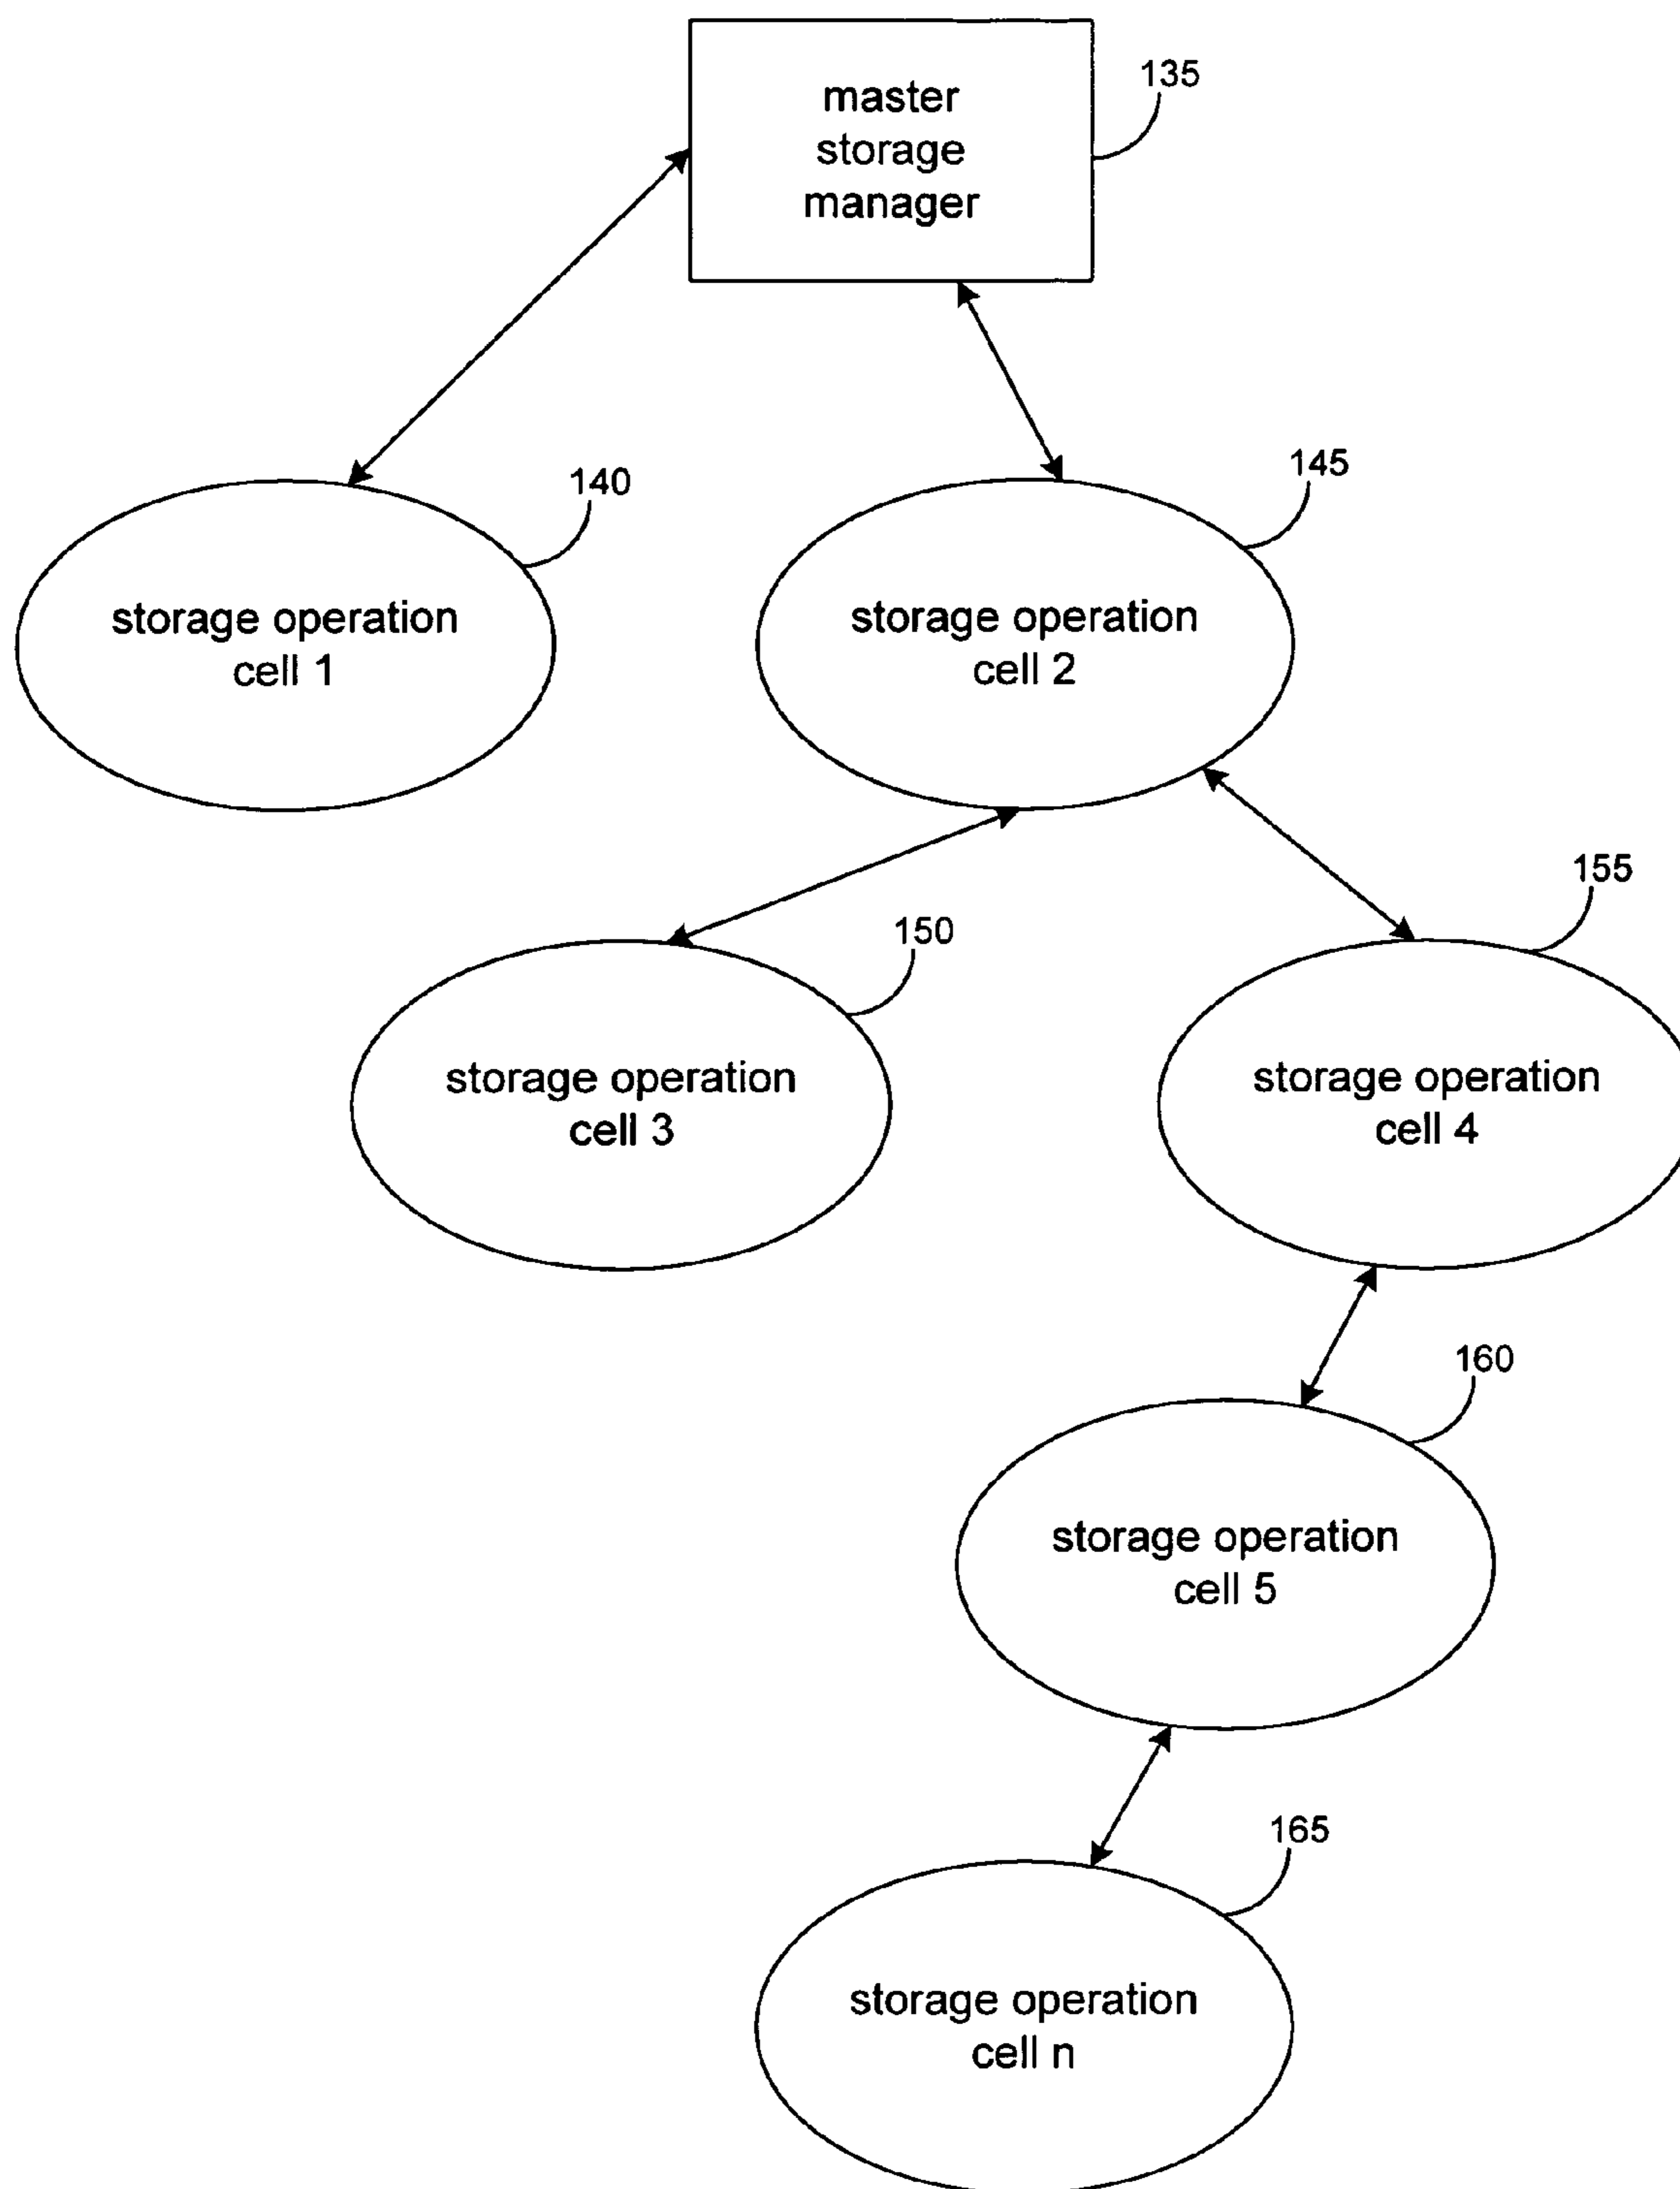 master
storage
manager
135
140
145
storage operation
cell 1
storage operation
cell 2
150
155
storage operation
cell 3
storage operation
cell 4
160
storage operation
cell 5
165
storage operation
cell n